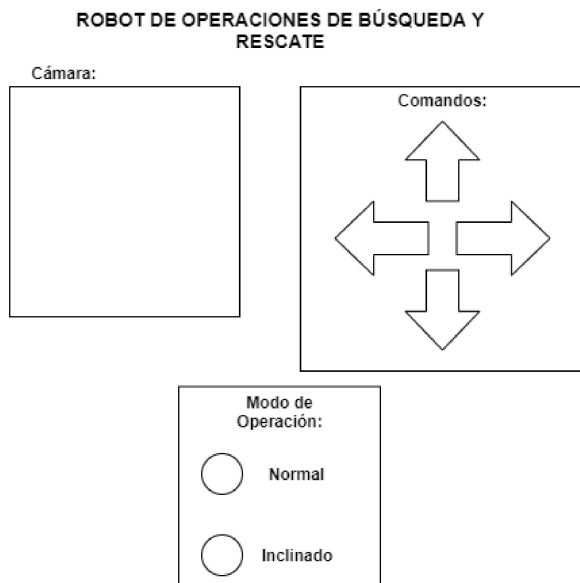 ROBOT DE OPERACIONES DE BÚSQUEDA Y
RESCATE
Cámara:
Comandos:
Modo de
Operación:
Normal
Inclinado